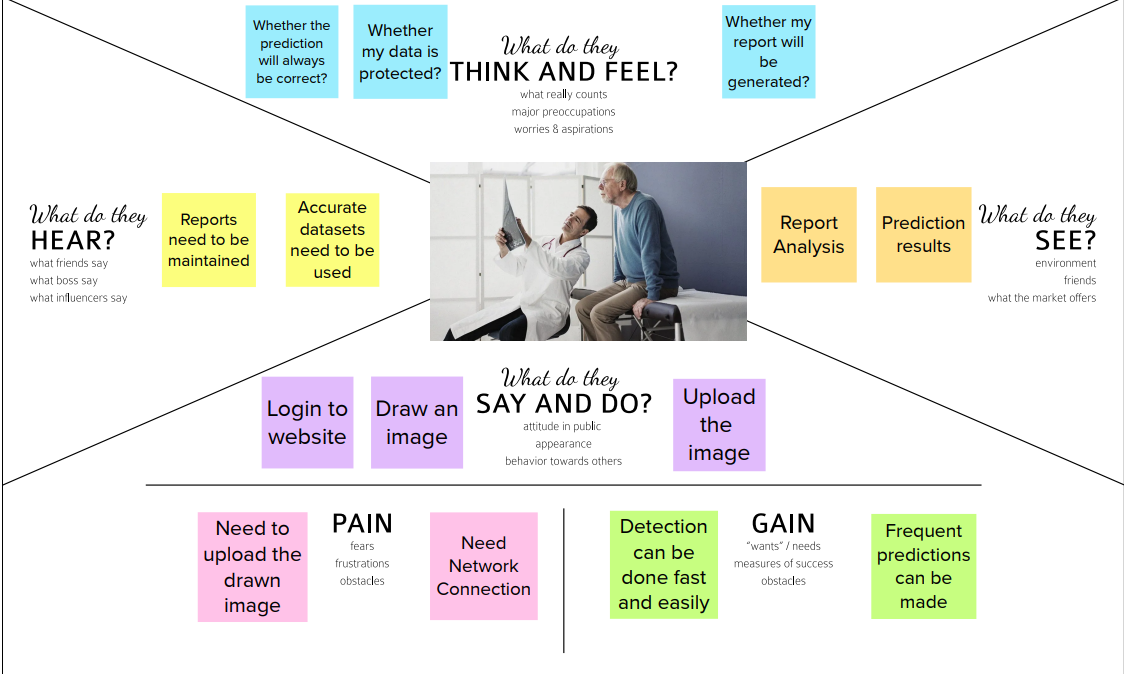 Whether the
prediction
will always
be correct?
Whether
my data is
protected?
What do they
THINK AND FEEL?
what really counts
major preoccupations
worries & aspirations
Whether my
report will
be
generated?
What do they
HEAR?
what friends say
what boss say
what influencers say
Reports
need to be
maintained
Accurate
datasets
need to be
used
Report
Analysis
Prediction
results
What do they
SEE?
environment
friends
what the market offers
Login to
website
Draw an
image
What do they
SAY AND DO?
attitude in public
appearance
behavior towards others
Upload
the
image
Need to
upload the
drawn
image
PAIN
fears
frustrations
obstacles
Need
Network
Connection
Detection
can be
done fast
and easily
GAIN
"wants" / needs
measures of success
obstacles
Frequent
predictions
can be
made